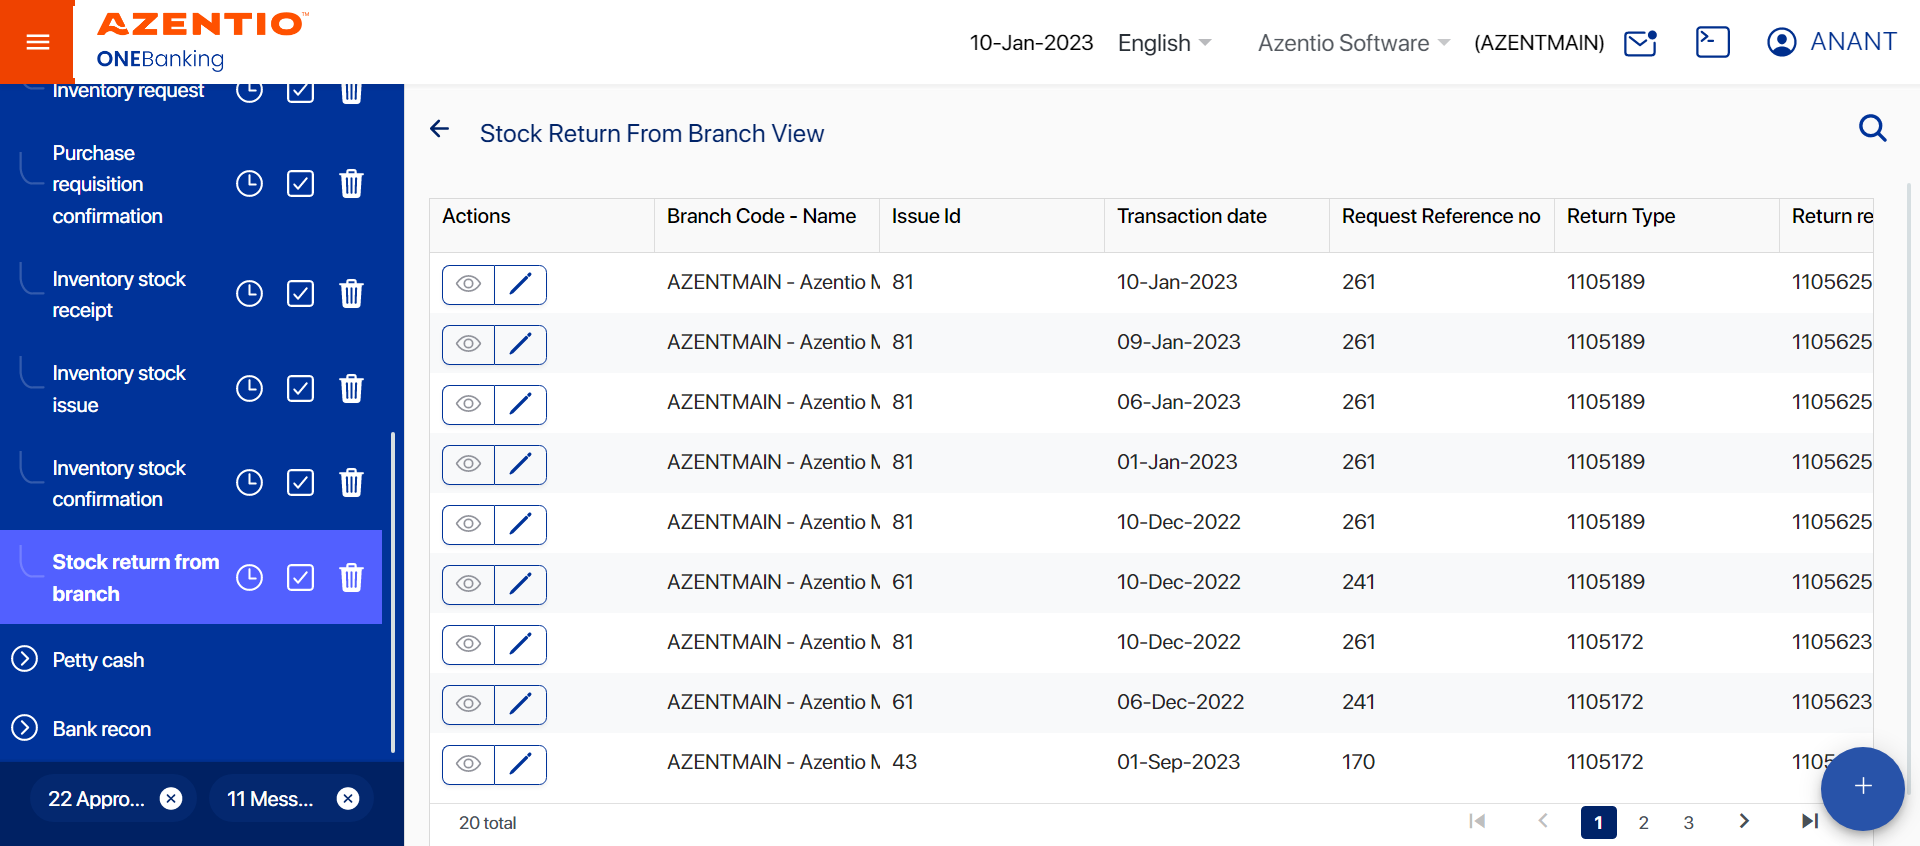 AZENTIO™
ONEBanking
10-Jan-2023 English Azentio Software (AZENTMAIN) ANANT
Inventory request
Purchase
requisition
confirmation
Inventory stock
receipt
Inventory stock
issue
Inventory stock
confirmation
Stock return from
branch
Petty cash
Bank recon
22 Appro...
11 Mess...
Stock Return From Branch View
Actions Branch Code - Name Issue Id Transaction date Request Reference no Return Type Return re
AZENTMAIN - Azentio M 81 10-Jan-2023 261 1105189 1105625
AZENTMAIN - Azentio M 81 09-Jan-2023 261 1105189 1105625
AZENTMAIN - Azentio M 81 06-Jan-2023 261 1105189 1105625
AZENTMAIN - Azentio M 81 01-Jan-2023 261 1105189 1105625
AZENTMAIN - Azentio M 81 10-Dec-2022 261 1105189 1105625
AZENTMAIN - Azentio M 61 10-Dec-2022 241 1105189 1105625
AZENTMAIN - Azentio M 81 10-Dec-2022 261 1105172 1105623
AZENTMAIN - Azentio M 61 06-Dec-2022 241 1105172 1105623
AZENTMAIN - Azentio M 43 01-Sep-2023 170 1105172
20 total
1 2 3